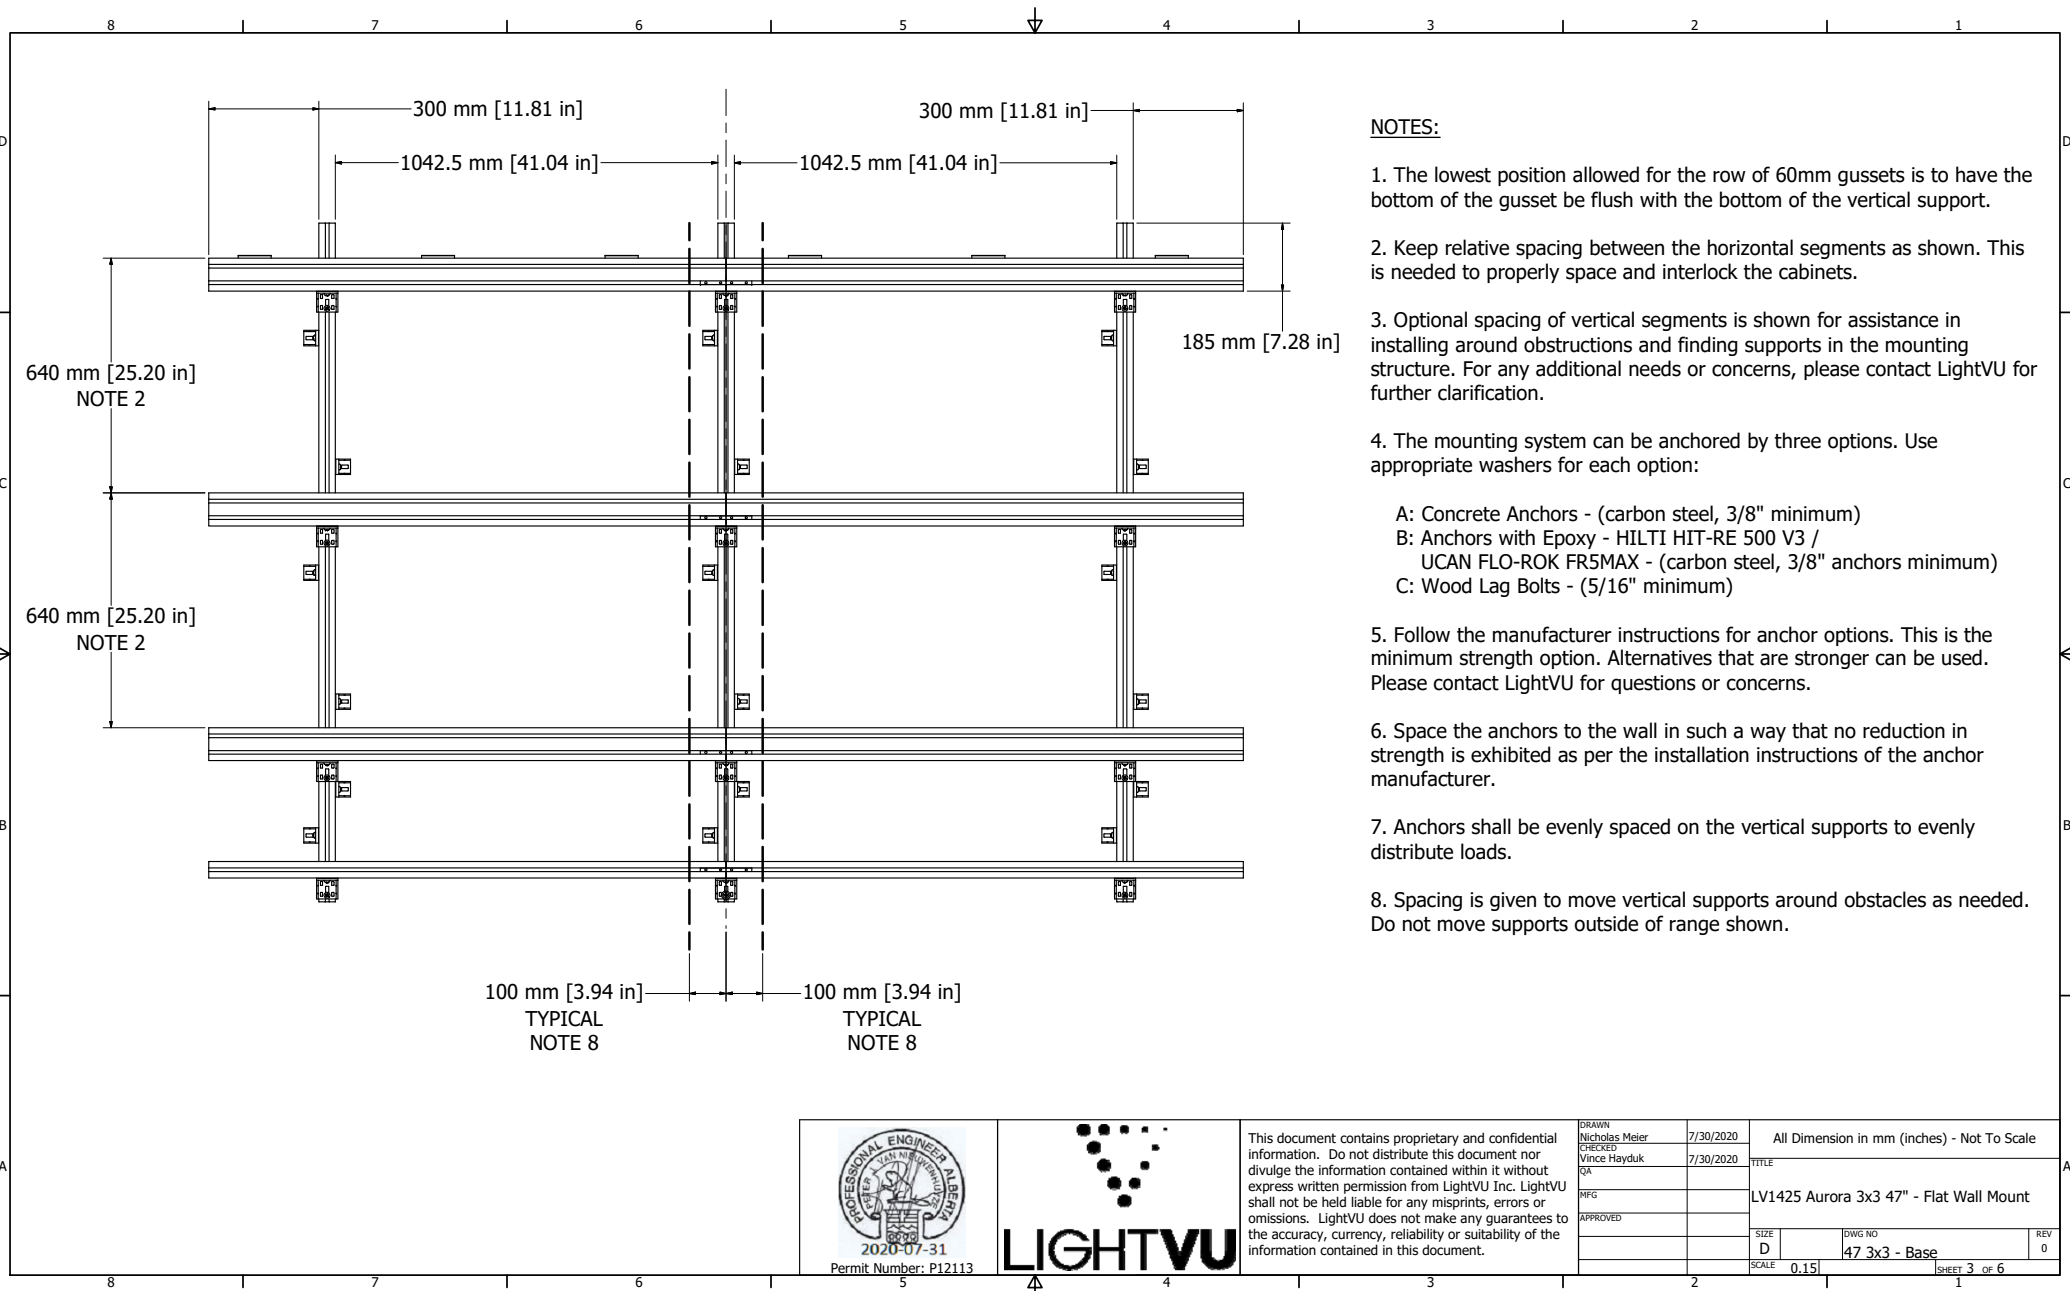 8 7 6 5 4 3 2 1
D
D
300 mm [11.81 in]
300 mm [11.81 in]
1042.5 mm [41.04 in]
1042.5 mm [41.04 in]
185 mm [7.28 in]
640 mm [25.20 in]
NOTE 2
C
C
640 mm [25.20 in]
NOTE 2
B
B
100 mm [3.94 in]
TYPICAL
NOTE 8
100 mm [3.94 in]
TYPICAL
NOTE 8
NOTES:
1. The lowest position allowed for the row of 60mm gussets is to have the
bottom of the gusset be flush with the bottom of the vertical support.
2. Keep relative spacing between the horizontal segments as shown. This
is needed to properly space and interlock the cabinets.
3. Optional spacing of vertical segments is shown for assistance in
installing around obstructions and finding supports in the mounting
structure. For any additional needs or concerns, please contact LightVU for
further clarification.
4. The mounting system can be anchored by three options. Use
appropriate washers for each option:
A: Concrete Anchors - (carbon steel, 3/8" minimum)
B: Anchors with Epoxy - HILTI HIT-RE 500 V3 /
UCAN FLO-ROK FR5MAX - (carbon steel, 3/8" anchors minimum)
C: Wood Lag Bolts - (5/16" minimum)
5. Follow the manufacturer instructions for anchor options. This is the
minimum strength option. Alternatives that are stronger can be used.
Please contact LightVU for questions or concerns.
6. Space the anchors to the wall in such a way that no reduction in
strength is exhibited as per the installation instructions of the anchor
manufacturer.
7. Anchors shall be evenly spaced on the vertical supports to evenly
distribute loads.
8. Spacing is given to move vertical supports around obstacles as needed.
Do not move supports outside of range shown.
A
A
PROFESSIONAL ENGINEER ALBERTA
PETER J. VAN NIEUWENHUYZE
2020-07-31
Permit Number: P12113
LIGHTVU
This document contains proprietary and confidential
information. Do not distribute this document nor
divulge the information contained within it without
express written permission from LightVU Inc. LightVU
shall not be held liable for any misprints, errors or
omissions. LightVU does not make any guarantees to
the accuracy, currency, reliability or suitability of the
information contained in this document.
DRAWN
Nicholas Meier 7/30/2020
CHECKED
Vince Hayduk 7/30/2020
QA
MFG
APPROVED
All Dimension in mm (inches) - Not To Scale
TITLE
LV1425 Aurora 3x3 47" - Flat Wall Mount
SIZE
D
DWG NO
47 3x3 - Base
REV
0
SCALE 0.15
SHEET 3 OF 6
8 7 6 5 4 3 2 1